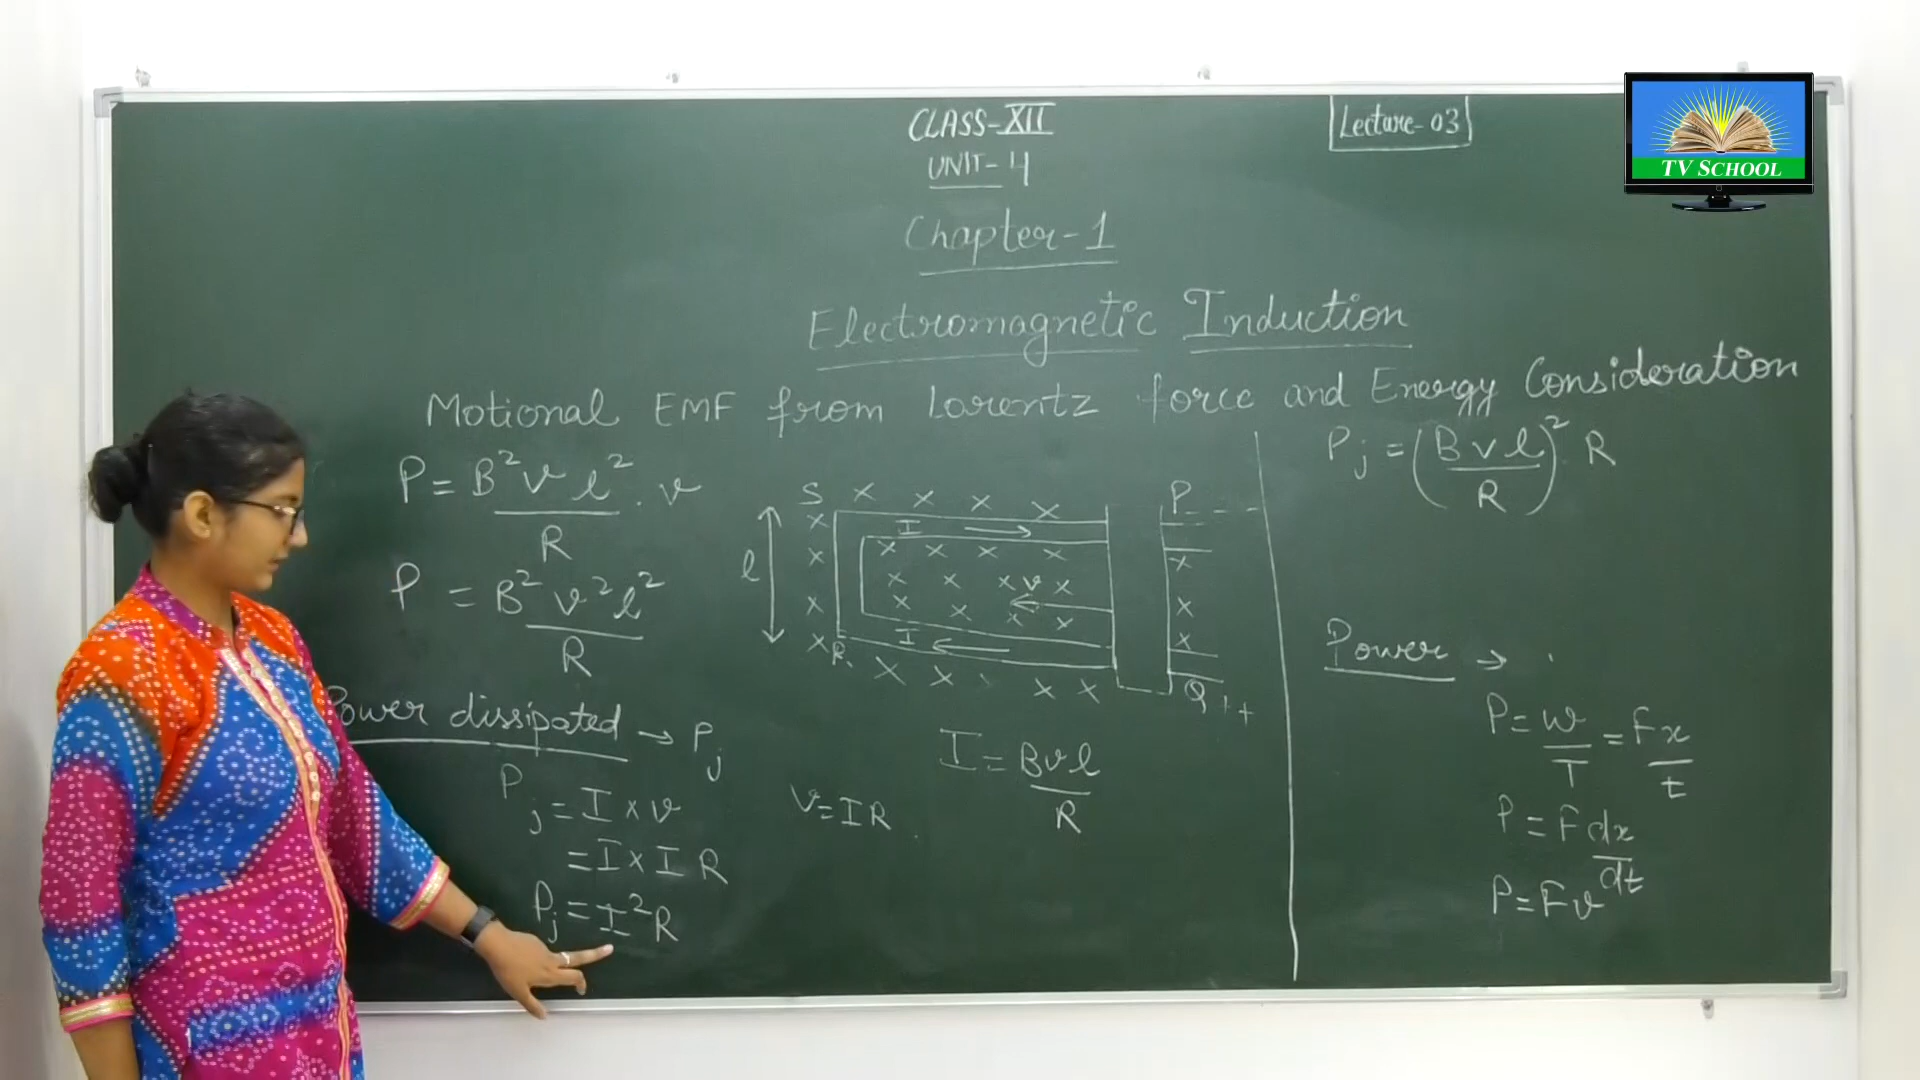 CLASS-XII
UNIT-4
Lecture-03
TV SCHOOL
Chapter-1
Electromagnetic Induction
Motional EMF from Lorentz force and Energy Consideration
P = B²vl²/R . v
P = B²v²l²/R
Power dissipated → Pj
Pj = I × v
= I × I R
Pj = I²R
S × × × × P
× I
l × × × × × ×
× × × v × 
× × × × × ×
× R. I ×
× × × × Q + +
V=IR
I = Bvl/R
Pj = (Bvl/R)² R
Power →
P = w/T = Fx/t
P = F dx/dt
P = Fv